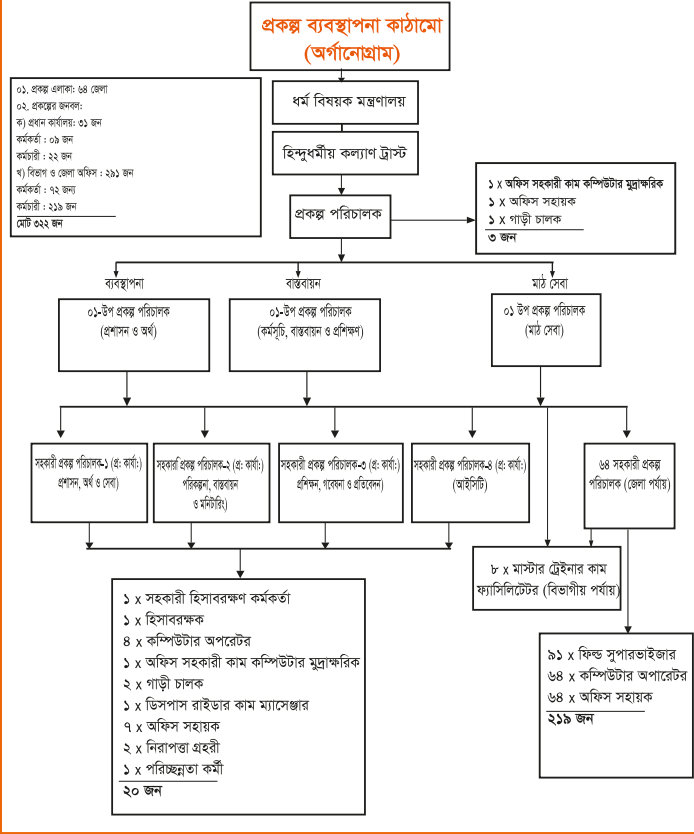 প্রকল্প ব্যবস্থাপনা কাঠামো
(অর্গানোগ্রাম)
০১. প্রকল্প এলাকা: ৬৪ জেলা
০২. প্রকল্পের জনবল:
ক) প্রধান কার্যালয়: ৩১ জন
কর্মকর্তা : ০৯ জন
কর্মচারী : ২২ জন
খ) বিভাগ ও জেলা অফিস : ২৯১ জন
কর্মকর্তা : ৭২ জন্য
কর্মচারী : ২১৯ জন
মোট ৩২২ জন
ধর্ম বিষয়ক মন্ত্রণালয়
হিন্দুধর্মীয় কল্যাণ ট্রাস্ট
প্রকল্প পরিচালক
১ x অফিস সহকারী কাম কম্পিউটার মুদ্রাক্ষরিক
১ x অফিস সহায়ক
১ x গাড়ী চালক
৩ জন
ব্যবস্থাপনা
বাস্তবায়ন
মাঠ সেবা
০১-উপ প্রকল্প পরিচালক
(প্রশাসন ও অর্থ)
০১-উপ প্রকল্প পরিচালক
(কর্মসূচি, বাস্তবায়ন ও প্রশিক্ষণ)
০১ উপ প্রকল্প পরিচালক
(মাঠ সেবা)
সহকারী প্রকল্প পরিচালক-১ (প্র: কার্যা:)
প্রশাসন, অর্থ ও সেবা)
সহকারি প্রকল্প পরিচালক-২ (প্র: কার্যা:)
পরিকল্পনা, বাস্তবায়ন
ও মনিটারিং)
সহকারী প্রকল্প পরিচালক-৩ (প্র: কার্যা:)
প্রশিক্ষন, গবেষনা ও প্রতিবেদন)
সহকারী প্রকল্প পরিচালক-৪ (প্র: কার্যা:)
(আইসিটি)
৬৪ সহকারী প্রকল্প
পরিচালক (জেলা পর্যায়)
৮ x মাস্টার ট্রেইনার কাম
ফ্যাসিলিটেটর (বিভাগীয় পর্যায়)
১ x সহকারী হিসাবরক্ষণ কর্মকর্তা
১ x হিসাবরক্ষক
৪ x কম্পিউটার অপরেটর
১ x অফিস সহকারী কাম কম্পিউটার মুদ্রাক্ষরিক
২ x গাড়ী চালক
১ x ডিসপাস রাইডার কাম ম্যাসেঞ্জার
৭ x অফিস সহায়ক
২ x নিরাপত্তা গ্রহরী
১ x পরিচ্ছন্নতা কর্মী
২০ জন
৯১ x ফিল্ড সুপারভাইজার
৬৪ x কম্পিউটার অপারেটর
৬৪ x অফিস সহায়ক
২১৯ জন